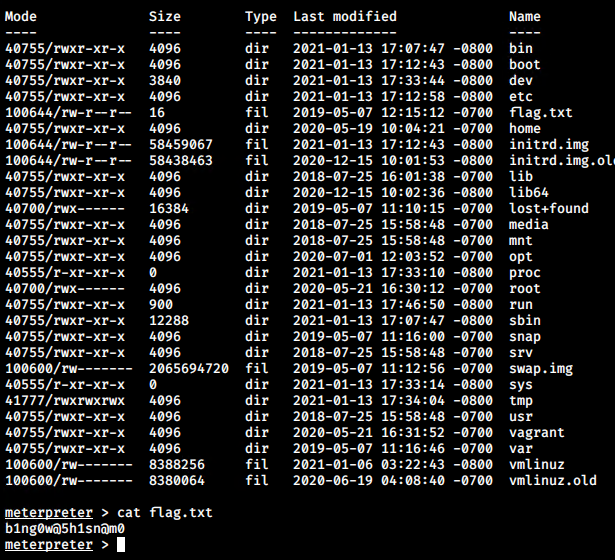 Mode Size Type Last modified Name
---- ---- ---- ------------- ----
40755/rwxr-xr-x 4096 dir 2021-01-13 17:07:47 -0800 bin
40755/rwxr-xr-x 4096 dir 2021-01-13 17:12:43 -0800 boot
40755/rwxr-xr-x 3840 dir 2021-01-13 17:33:44 -0800 dev
40755/rwxr-xr-x 4096 dir 2021-01-13 17:12:58 -0800 etc
100644/rw-r--r-- 16 fil 2019-05-07 12:15:12 -0700 flag.txt
40755/rwxr-xr-x 4096 dir 2020-05-19 10:04:21 -0700 home
100644/rw-r--r-- 58459067 fil 2021-01-13 17:12:43 -0800 initrd.img
100644/rw-r--r-- 58438463 fil 2020-12-15 10:01:53 -0800 initrd.img.ol
40755/rwxr-xr-x 4096 dir 2018-07-25 16:01:38 -0700 lib
40755/rwxr-xr-x 4096 dir 2020-12-15 10:02:36 -0800 lib64
40700/rwx------ 16384 dir 2019-05-07 11:10:15 -0700 lost+found
40755/rwxr-xr-x 4096 dir 2018-07-25 15:58:48 -0700 media
40755/rwxr-xr-x 4096 dir 2018-07-25 15:58:48 -0700 mnt
40755/rwxr-xr-x 4096 dir 2020-07-01 12:03:52 -0700 opt
40555/r-xr-xr-x 0 dir 2021-01-13 17:33:10 -0800 proc
40700/rwx------ 4096 dir 2020-05-21 16:30:12 -0700 root
40755/rwxr-xr-x 900 dir 2021-01-13 17:46:50 -0800 run
40755/rwxr-xr-x 12288 dir 2021-01-13 17:07:47 -0800 sbin
40755/rwxr-xr-x 4096 dir 2019-05-07 11:16:00 -0700 snap
40755/rwxr-xr-x 4096 dir 2018-07-25 15:58:48 -0700 srv
100600/rw------- 2065694720 fil 2019-05-07 11:12:56 -0700 swap.img
40555/r-xr-xr-x 0 dir 2021-01-13 17:33:14 -0800 sys
41777/rwxrwxrwx 4096 dir 2021-01-13 17:34:04 -0800 tmp
40755/rwxr-xr-x 4096 dir 2018-07-25 15:58:48 -0700 usr
40755/rwxr-xr-x 4096 dir 2020-05-21 16:31:52 -0700 vagrant
40755/rwxr-xr-x 4096 dir 2019-05-07 11:16:46 -0700 var
100600/rw------- 8388256 fil 2021-01-06 03:22:43 -0800 vmlinuz
100600/rw------- 8380064 fil 2020-06-19 04:08:40 -0700 vmlinuz.old
meterpreter > cat flag.txt
b1ng0w@5h1sn@m0
meterpreter >